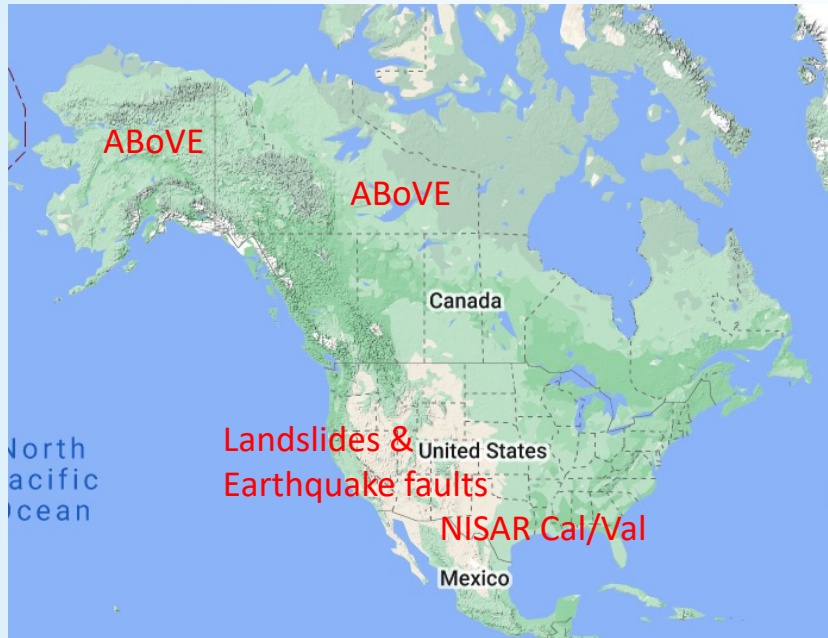 ABoVE
ABoVE
Canada
Landslides &
Earthquake faults
United States
North
acific
cean
NISAR Cal/Val
Mexico